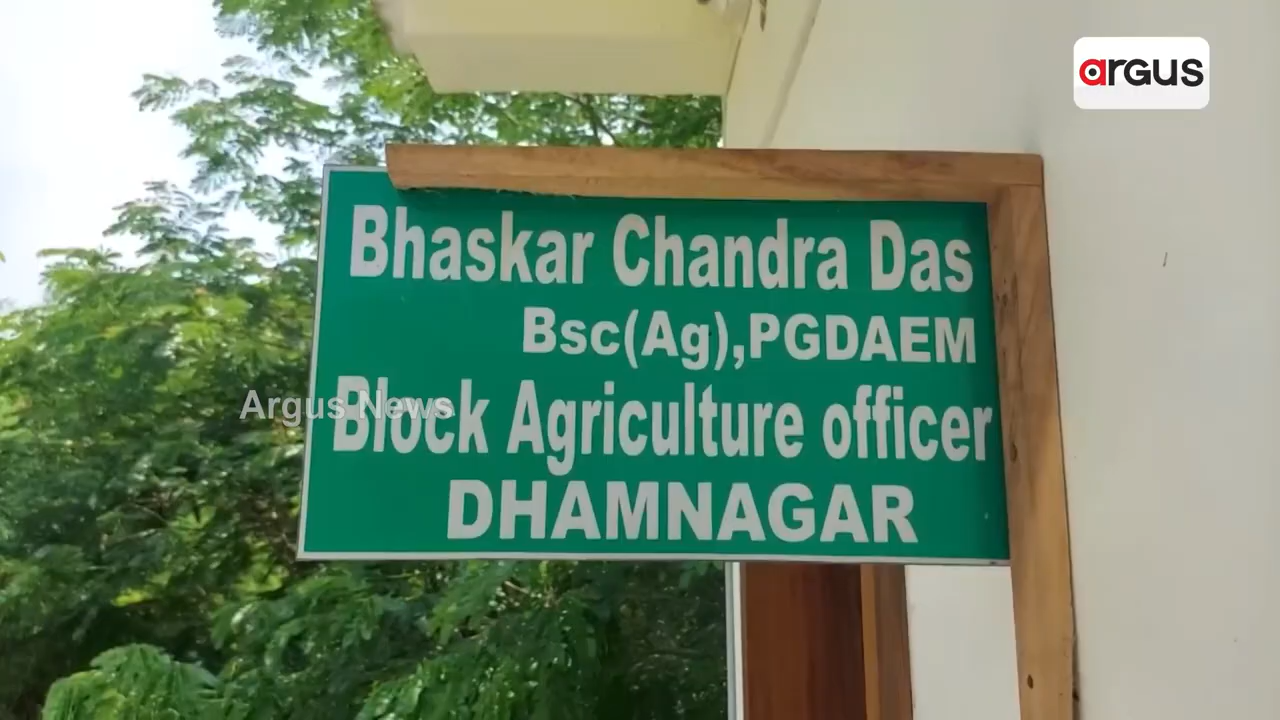 argus
Bhaskar Chandra Das
Bsc(Ag),PGDAEM
Argus News
Block Agriculture officer
DHAMNAGAR